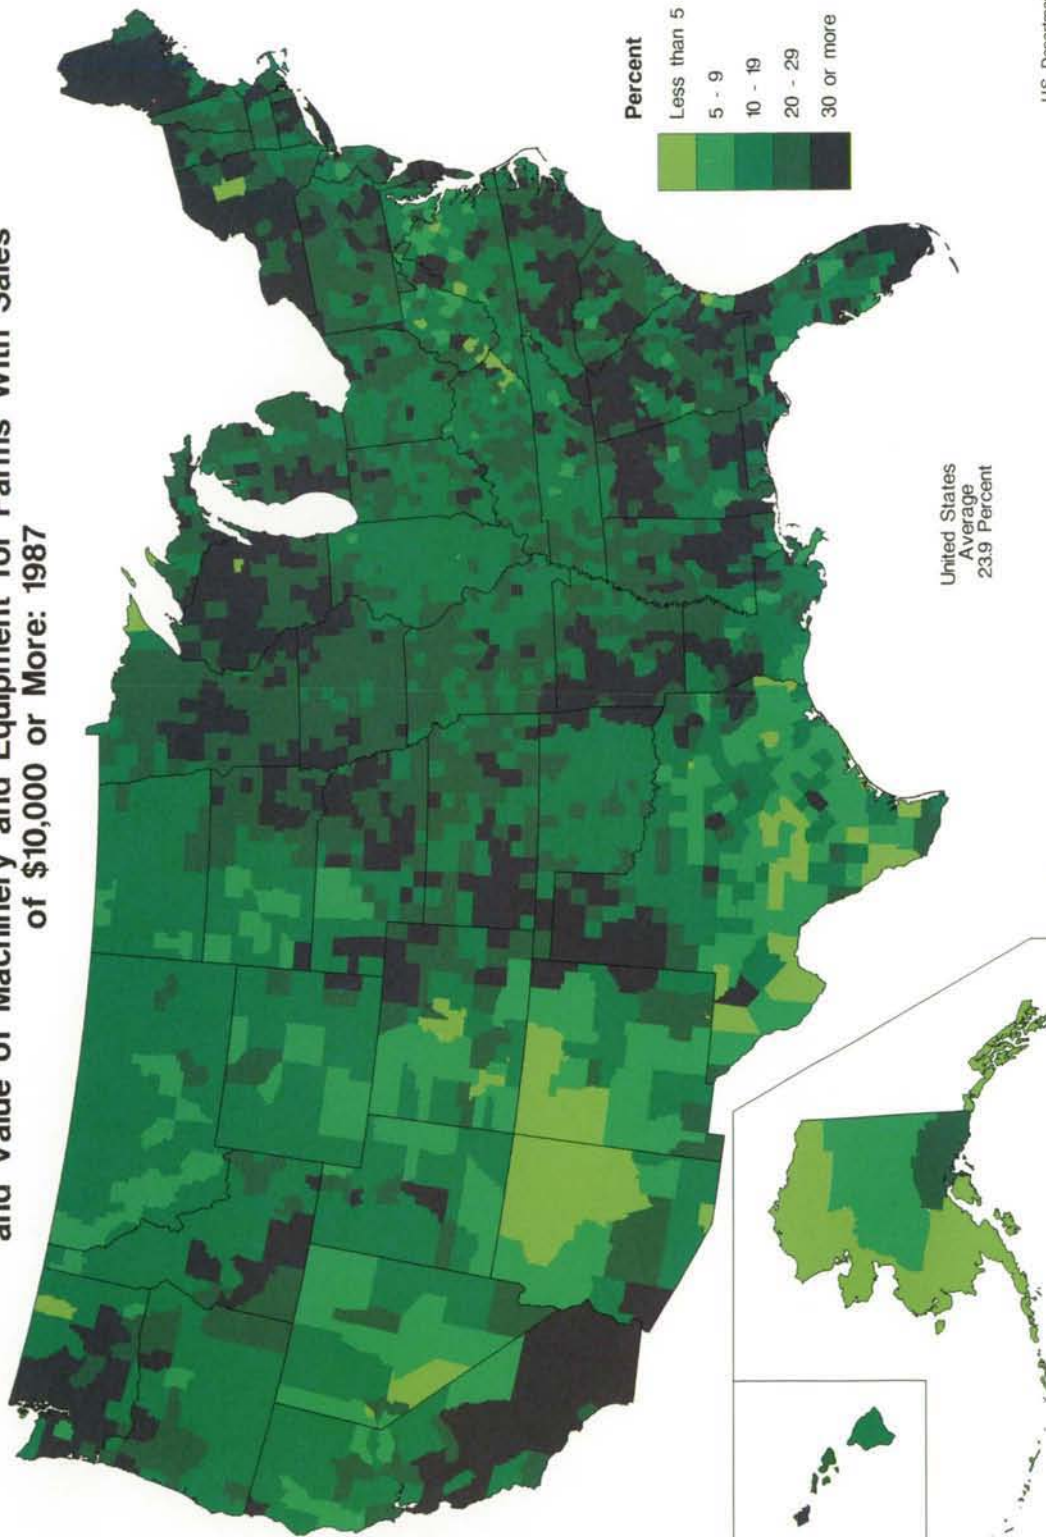 and Value of Machinery and Equipment for Farms With Sales
of $10,000 or More: 1987
Percent
Less than 5
5 - 9
10 - 19
20 - 29
30 or more
United States
Average
23.9 Percent
U.S. Department